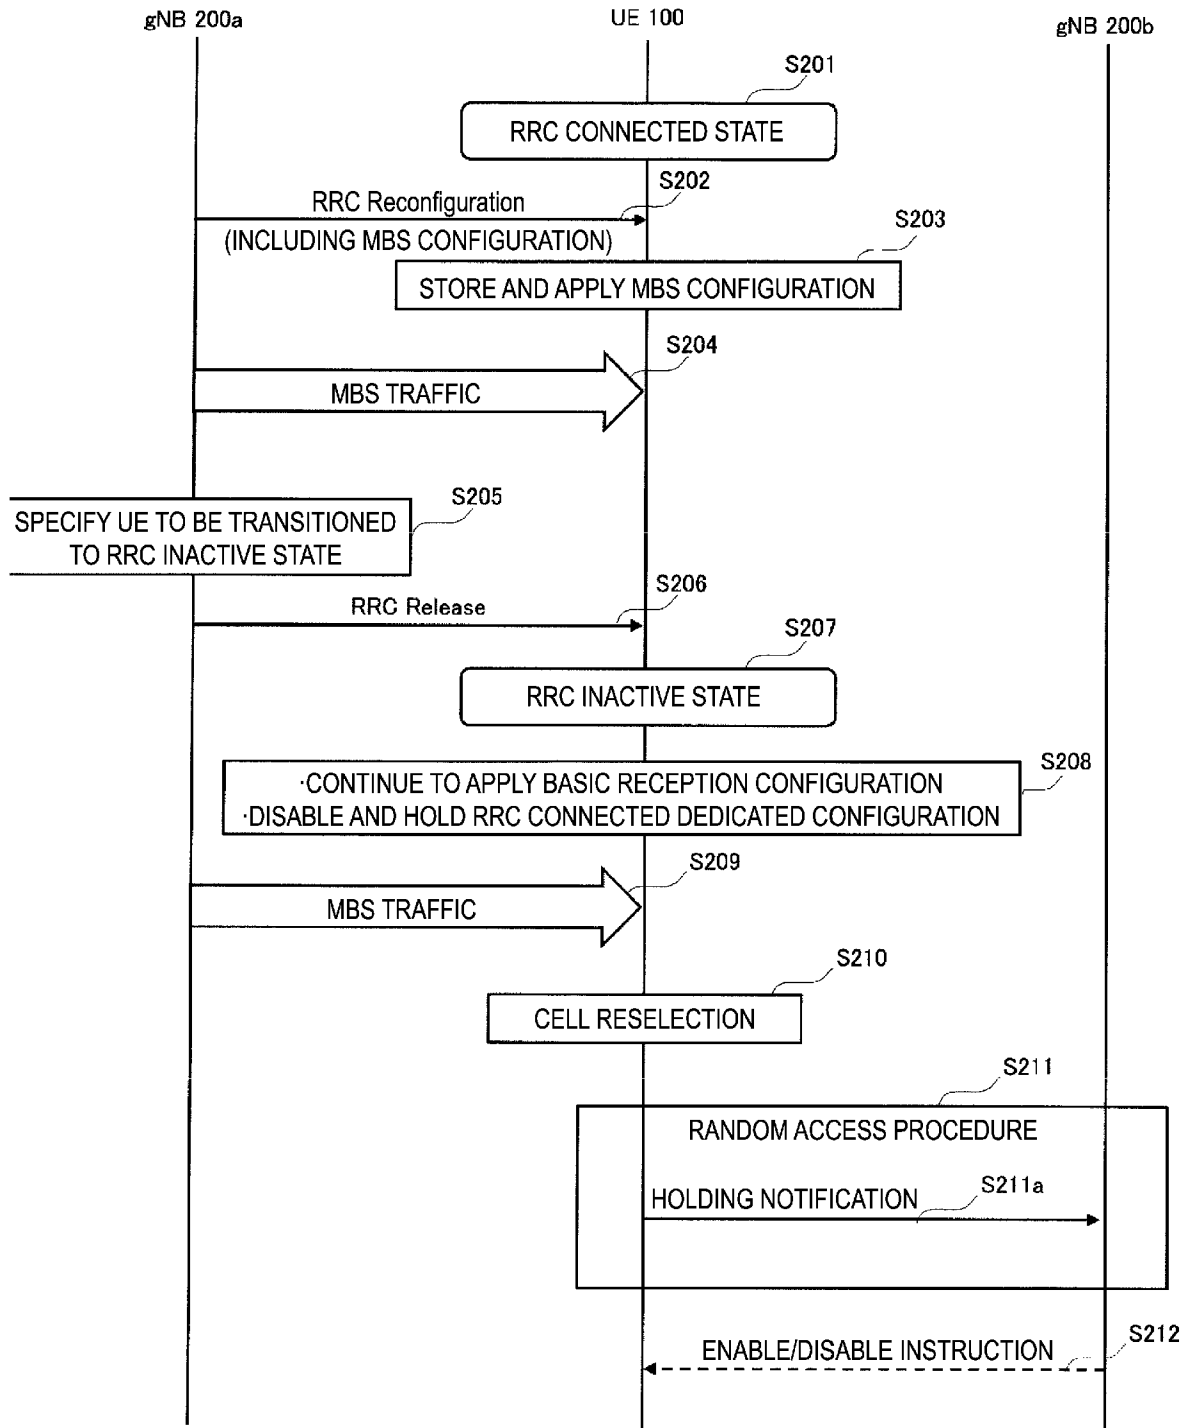 gNB 200a
UE 100
gNB 200b
S201
RRC CONNECTED STATE
S202
RRC Reconfiguration
(INCLUDING MBS CONFIGURATION)
S203
STORE AND APPLY MBS CONFIGURATION
S204
MBS TRAFFIC
S205
SPECIFY UE TO BE TRANSITIONED
TO RRC INACTIVE STATE
S206
RRC Release
S207
RRC INACTIVE STATE
S208
·CONTINUE TO APPLY BASIC RECEPTION CONFIGURATION
·DISABLE AND HOLD RRC CONNECTED DEDICATED CONFIGURATION
S209
MBS TRAFFIC
S210
CELL RESELECTION
S211
RANDOM ACCESS PROCEDURE
S211a
HOLDING NOTIFICATION
S212
ENABLE/DISABLE INSTRUCTION